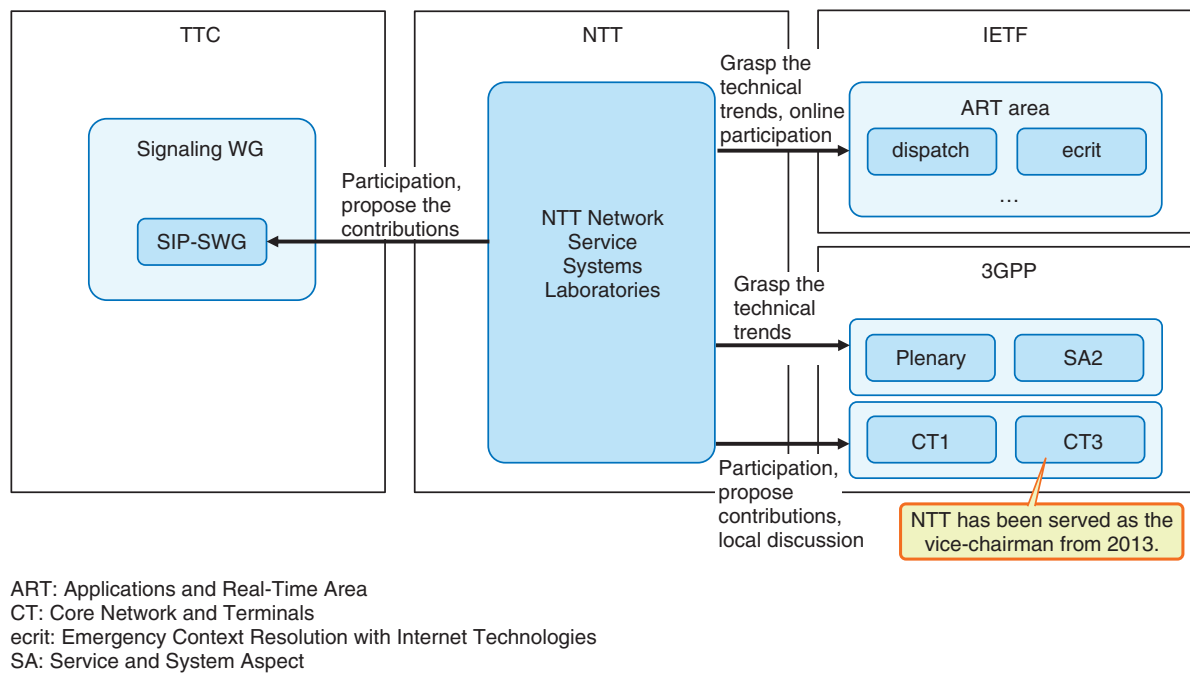 TTC
Signaling WG
SIP-SWG
Participation,
propose the
contributions
NTT
NTT Network
Service
Systems
Laboratories
Grasp the
technical
trends, online
participation
Grasp the
technical
trends
Participation,
propose
contributions,
local discussion
IETF
ART area
dispatch
ecrit
...
3GPP
Plenary
SA2
CT1
CT3
NTT has been served as the
vice-chairman from 2013.
ART: Applications and Real-Time Area
CT: Core Network and Terminals
ecrit: Emergency Context Resolution with Internet Technologies
SA: Service and System Aspect